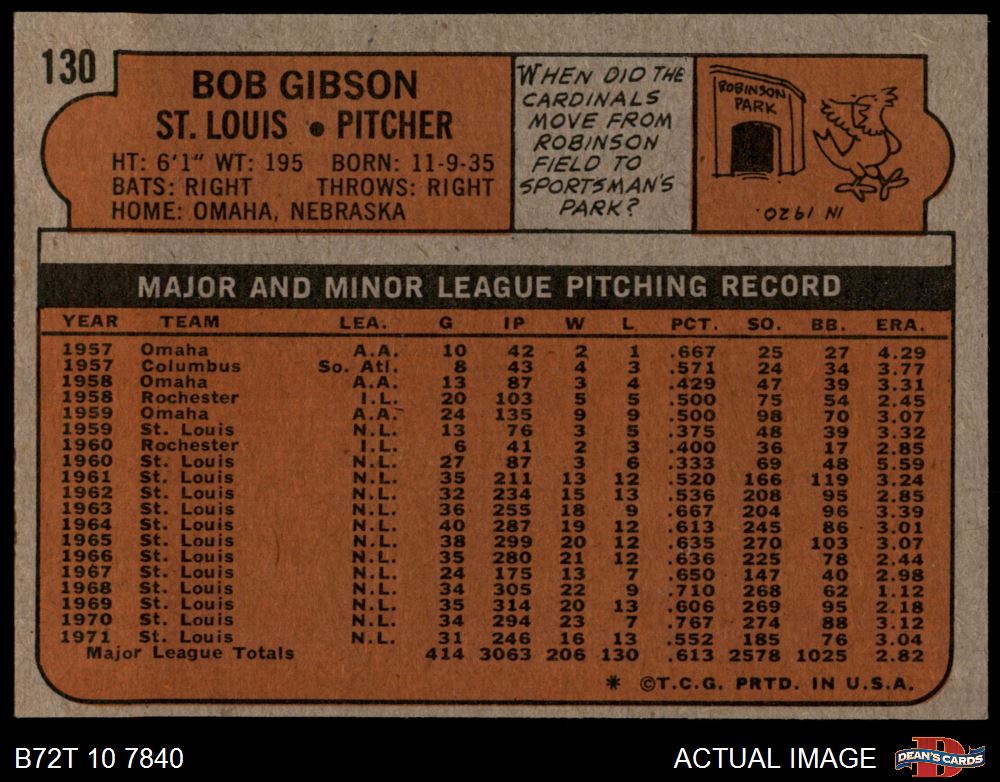 130
BOB GIBSON
ST. LOUIS • PITCHER
HT: 6'1" WT: 195 BORN: 11-9-35
BATS: RIGHT THROWS: RIGHT
HOME: OMAHA, NEBRASKA
WHEN DID THE
CARDINALS
MOVE FROM
ROBINSON
FIELD TO
SPORTSMAN'S
PARK?
ROBINSON
PARK
IN 1920.
MAJOR AND MINOR LEAGUE PITCHING RECORD
YEAR TEAM LEA. G IP W L PCT. SO. BB. ERA.
1957 Omaha A.A. 10 42 2 1 .667 25 27 4.29
1957 Columbus So. Atl. 8 43 4 3 .571 24 34 3.77
1958 Omaha A.A. 13 87 3 4 .429 47 39 3.31
1958 Rochester I.L. 20 103 5 5 .500 75 54 2.45
1959 Omaha A.A. 24 135 9 9 .500 98 70 3.07
1959 St. Louis N.L. 13 76 3 5 .375 48 39 3.32
1960 Rochester I.L. 6 41 2 3 .400 36 17 2.85
1960 St. Louis N.L. 27 87 3 6 .333 69 48 5.59
1961 St. Louis N.L. 35 211 13 12 .520 166 119 3.24
1962 St. Louis N.L. 32 234 15 13 .536 208 95 2.85
1963 St. Louis N.L. 36 255 18 9 .667 204 96 3.39
1964 St. Louis N.L. 40 287 19 12 .613 245 86 3.01
1965 St. Louis N.L. 38 299 20 12 .635 270 103 3.07
1966 St. Louis N.L. 35 280 21 12 .636 225 78 2.44
1967 St. Louis N.L. 24 175 13 7 .650 147 40 2.98
1968 St. Louis N.L. 34 305 22 9 .710 268 62 1.12
1969 St. Louis N.L. 35 314 20 13 .606 269 95 2.18
1970 St. Louis N.L. 34 294 23 7 .767 274 88 3.12
1971 St. Louis N.L. 31 246 16 13 .552 185 76 3.04
Major League Totals 414 3063 206 130 .613 2578 1025 2.82
* ©T.C.G. PRTD. IN U.S.A.
B72T 10 7840
ACTUAL IMAGE
D
DEAN'S CARDS